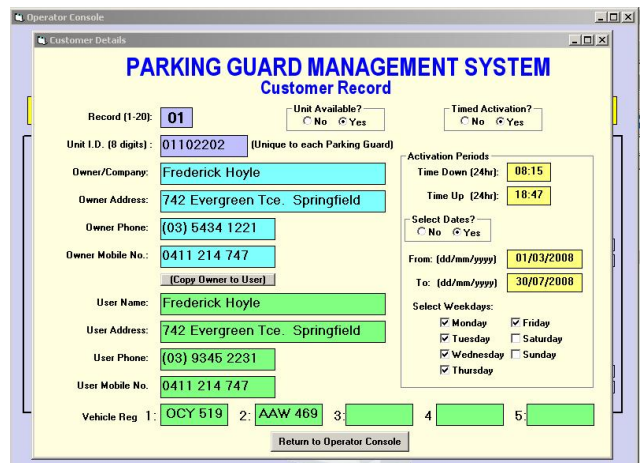 Operator Console
Customer Details
PARKING GUARD MANAGEMENT SYSTEM
Customer Record
Record (1-20): 01
Unit Available?
No Yes
Timed Activation?
No Yes
Unit I.D. (8 digits) : 01102202 (Unique to each Parking Guard)
Owner/Company: Frederick Hoyle
Owner Address: 742 Evergreen Tce. Springfield
Owner Phone: (03) 5434 1221
Owner Mobile No.: 0411 214 747
(Copy Owner to User)
User Name: Frederick Hoyle
User Address: 742 Evergreen Tce. Springfield
User Phone: (03) 9345 2231
User Mobile No. 0411 214 747
Activation Periods
Time Down (24hr): 08:15
Time Up (24hr): 18:47
Select Dates?
No Yes
From: (dd/mm/yyyy) 01/03/2008
To: (dd/mm/yyyy) 30/07/2008
Select Weekdays:
Monday Friday
Tuesday Saturday
Wednesday Sunday
Thursday
Vehicle Reg 1: OCY 519 2: AAW 469 3: 4 5:
Return to Operator Console